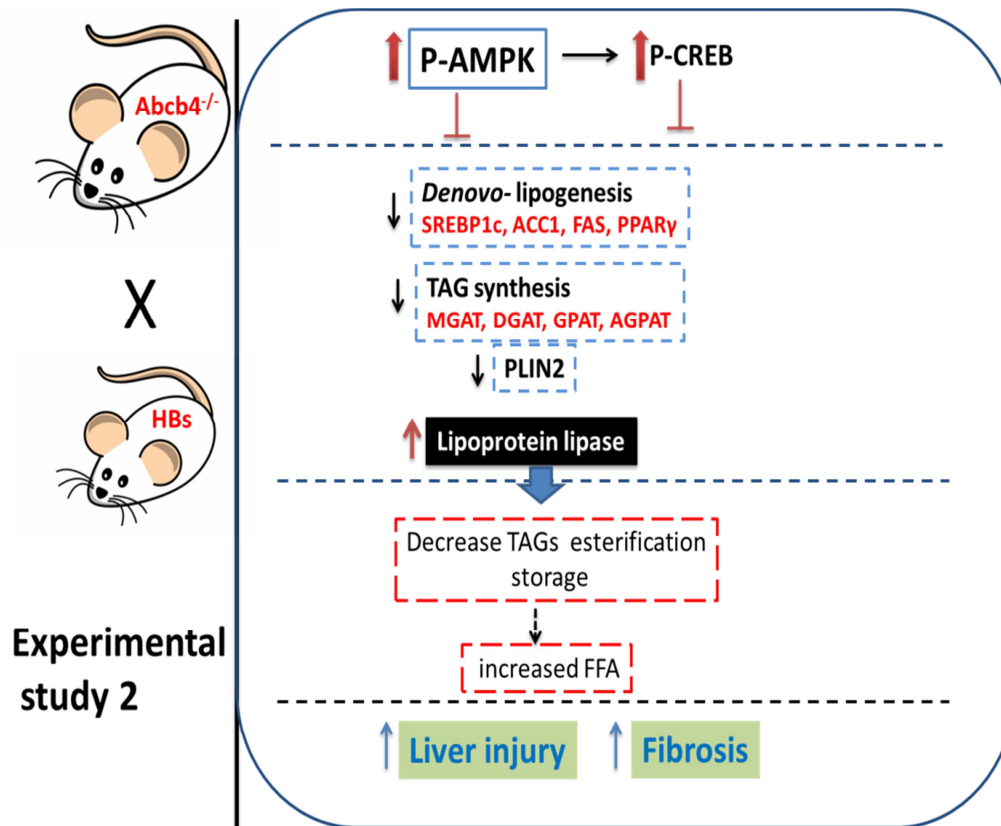 Abcb4-/-
X
HBs
Experimental
study 2
P-AMPK
P-CREB
Denovo- lipogenesis
SREBP1c, ACC1, FAS, PPARγ
TAG synthesis
MGAT, DGAT, GPAT, AGPAT
PLIN2
Lipoprotein lipase
Decrease TAGs esterification
storage
increased FFA
Liver injury
Fibrosis